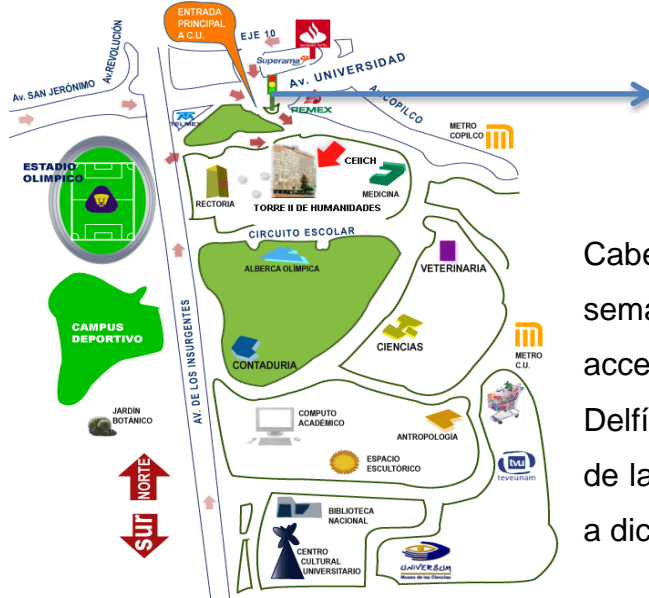 ENTRADA
PRINCIPAL
A C.U.
EJE 10
Superama
Av. UNIVERSIDAD
Av. REVOLUCIÓN
Av. SAN JERÓNIMO
TELMEX
PEMEX
Av. COPILCO
METRO
COPILCO
ESTADIO
OLIMPICO
CEIICH
RECTORIA
MEDICINA
TORRE II DE HUMANIDADES
CIRCUITO ESCOLAR
ALBERCA OLÍMPICA
VETERINARIA
CAMPUS
DEPORTIVO
CONTADURIA
CIENCIAS
METRO
C.U.
AV. DE LOS INSURGENTES
JARDÍN
BOTÁNICO
COMPUTO
ACADÉMICO
ANTROPOLOGÍA
ESPACIO
ESCULTÓRICO
tvu
teveunam
NORTE
sur
BIBLIOTECA
NACIONAL
CENTRO
CULTURAL
UNIVERSITARIO
UNIVERSUM
Museo de las Ciencias
Cabe
sema
acce
Delfí
de la
a dic